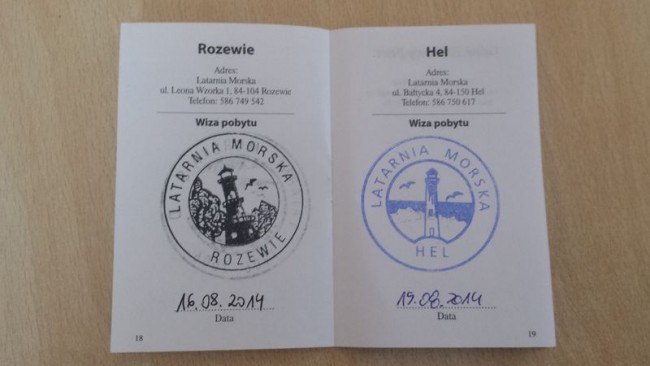 Rozewie
Adres:
Latarnia Morska
ul. Leona Wzorka 1, 84-104 Rozewie
Telefon: 586 749 542
Wiza pobytu
LATARNIA MORSKA
ROZEWIE
16.08.2014
Data
18
Hel
Adres:
Latarnia Morska
ul. Bałtycka 4, 84-150 Hel
Telefon: 586 750 617
Wiza pobytu
LATARNIA MORSKA
HEL
19.08.2014
Data
19